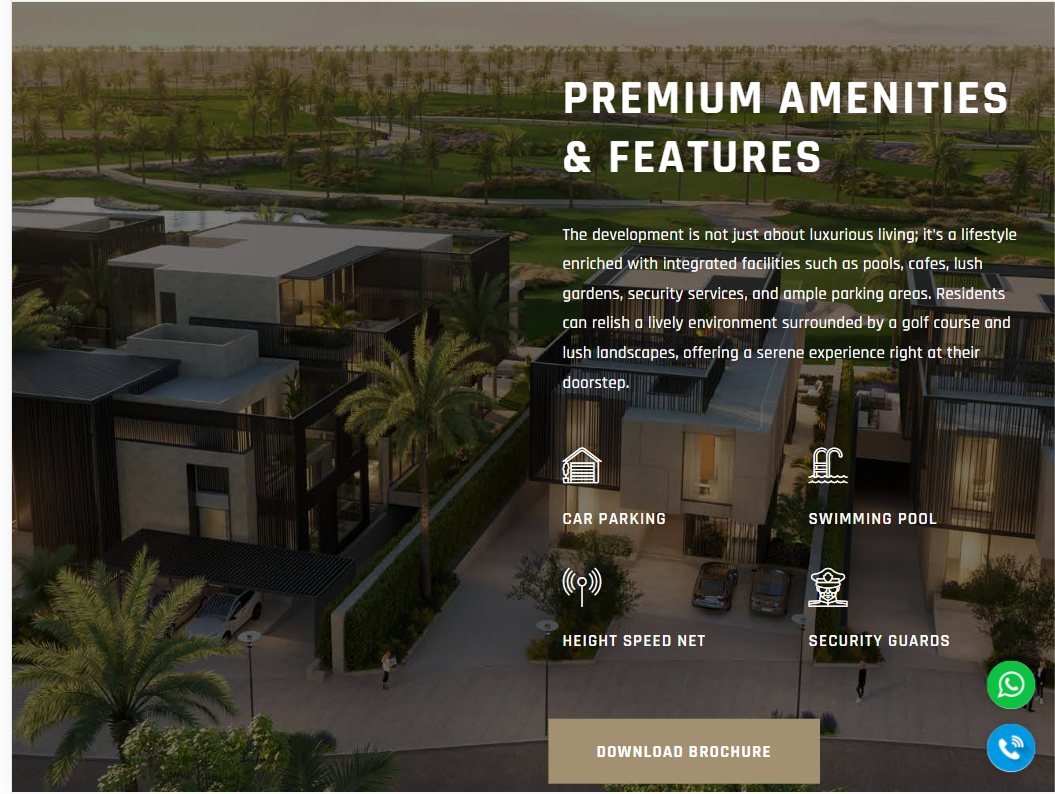 PREMIUM AMENITIES
& FEATURES
The development is not just about luxurious living; it's a lifestyle
enriched with integrated facilities such as pools, cafes, lush
gardens, security services, and ample parking areas. Residents
can relish a lively environment surrounded by a golf course and
lush landscapes, offering a serene experience right at their
doorstep.
CAR PARKING
SWIMMING POOL
HEIGHT SPEED NET
SECURITY GUARDS
DOWNLOAD BROCHURE